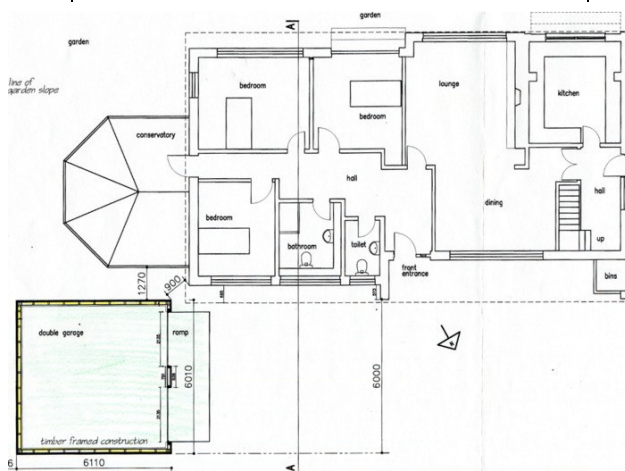 A
garden
garden
line of
garden slope
bedroom
bedroom
lounge
kitchen
conservatory
hall
bedroom
dining
hall
bathroom
toilet
up
front
entrance
bins
1270
900
double garage
ramp
6010
6000
timber framed construction
6110
A